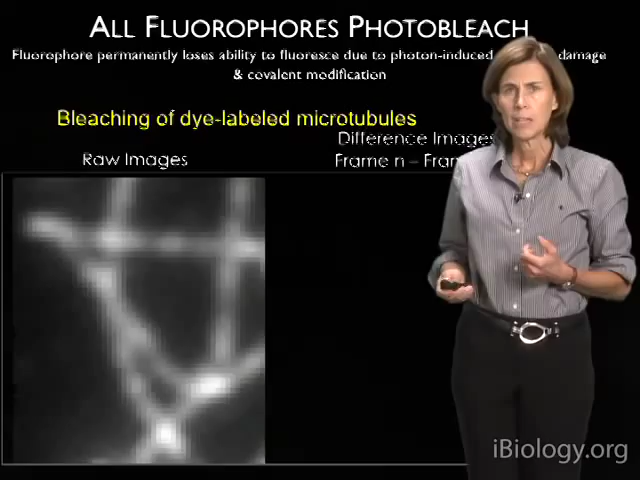 ALL FLUOROPHORES PHOTOBLEACH
Fluorophore permanently loses ability to fluoresce due to photon-induced damage
& covalent modification
Bleaching of dye-labeled microtubules
Difference Images
Raw Images
Frame n –
iBiology.org